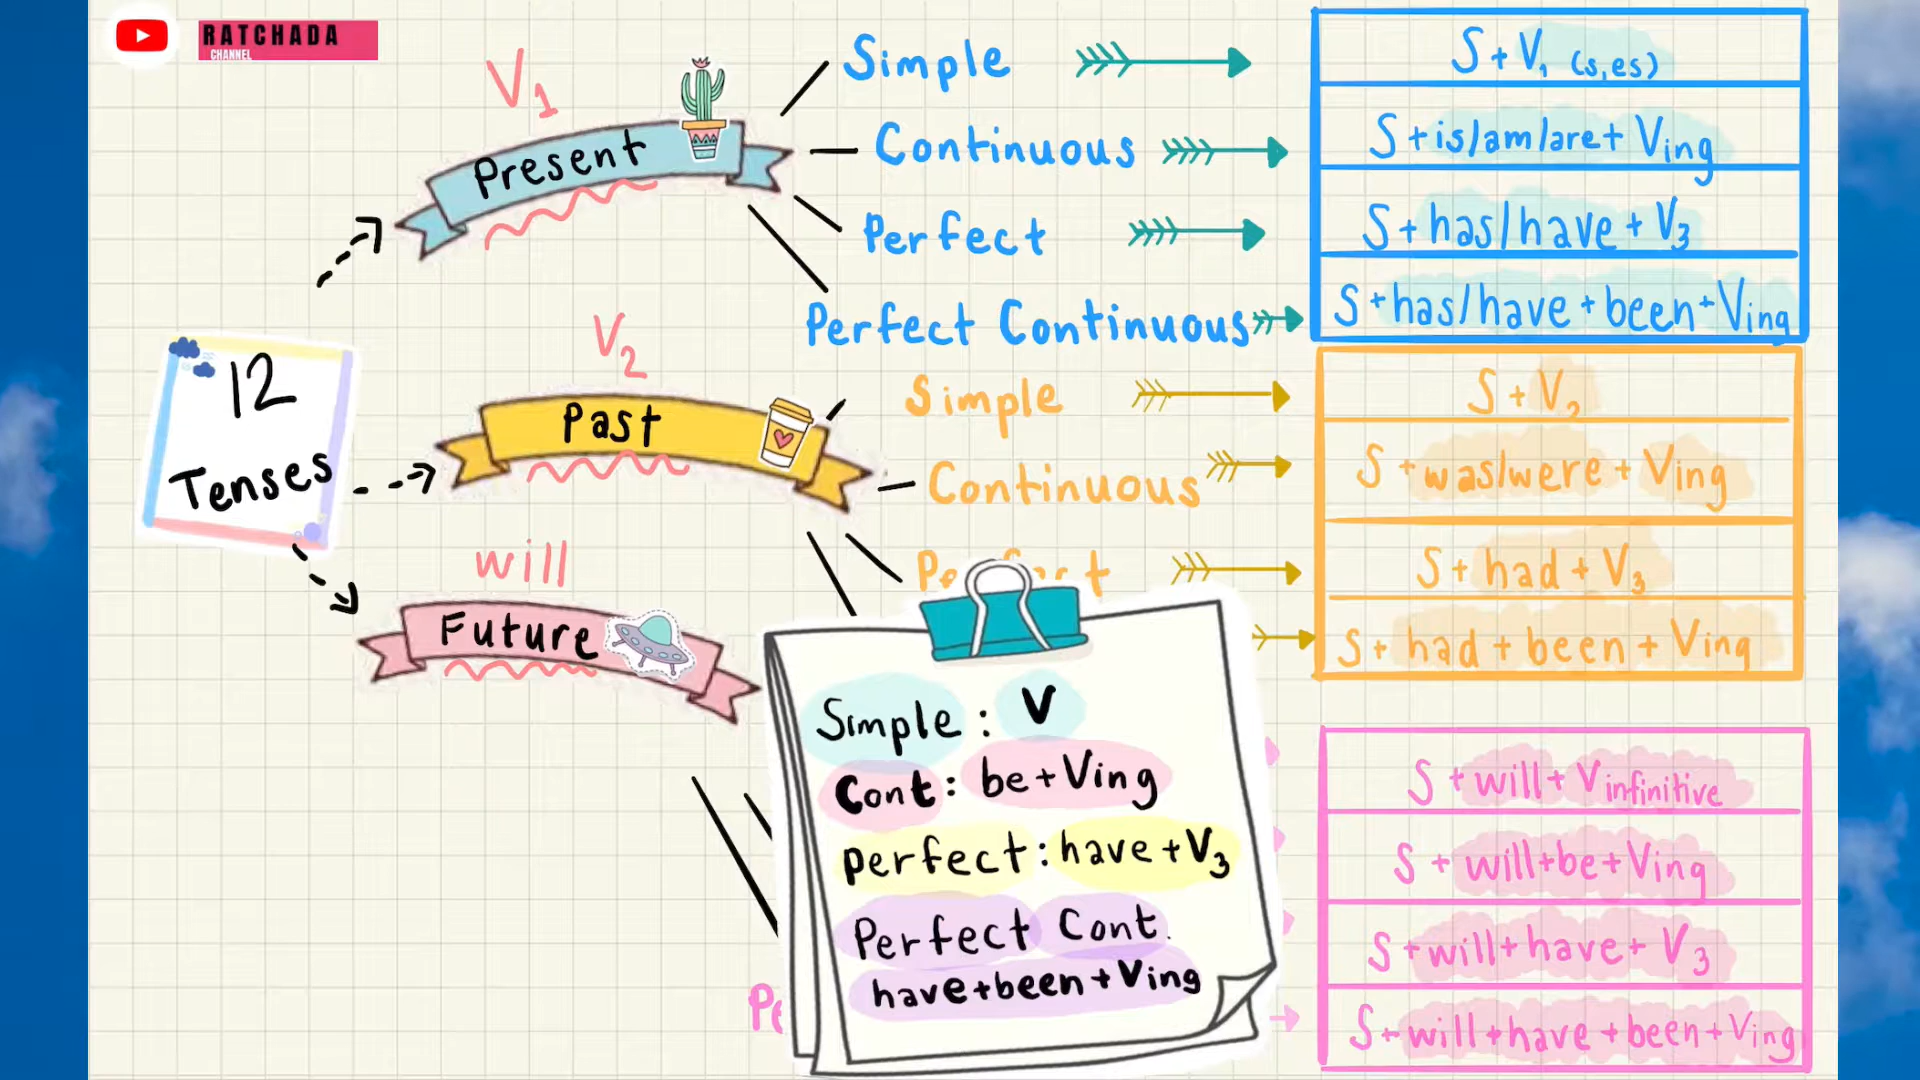 RATCHADA
CHANNEL
12
Tenses
V1
Present
Simple
S + V1 (s,es)
Continuous
S + is/am/are + Ving
Perfect
S + has/have + V3
Perfect Continuous
S + has/have + been + Ving
V2
Past
Simple
S + V2
Continuous
S + was/were + Ving
S + had + V3
S + had + been + Ving
will
Future
S + will + V infinitive
S + will + be + Ving
S + will + have + V3
S + will + have + been + Ving
Simple : V
Cont : be + Ving
perfect : have + V3
Perfect Cont.
have + been + Ving